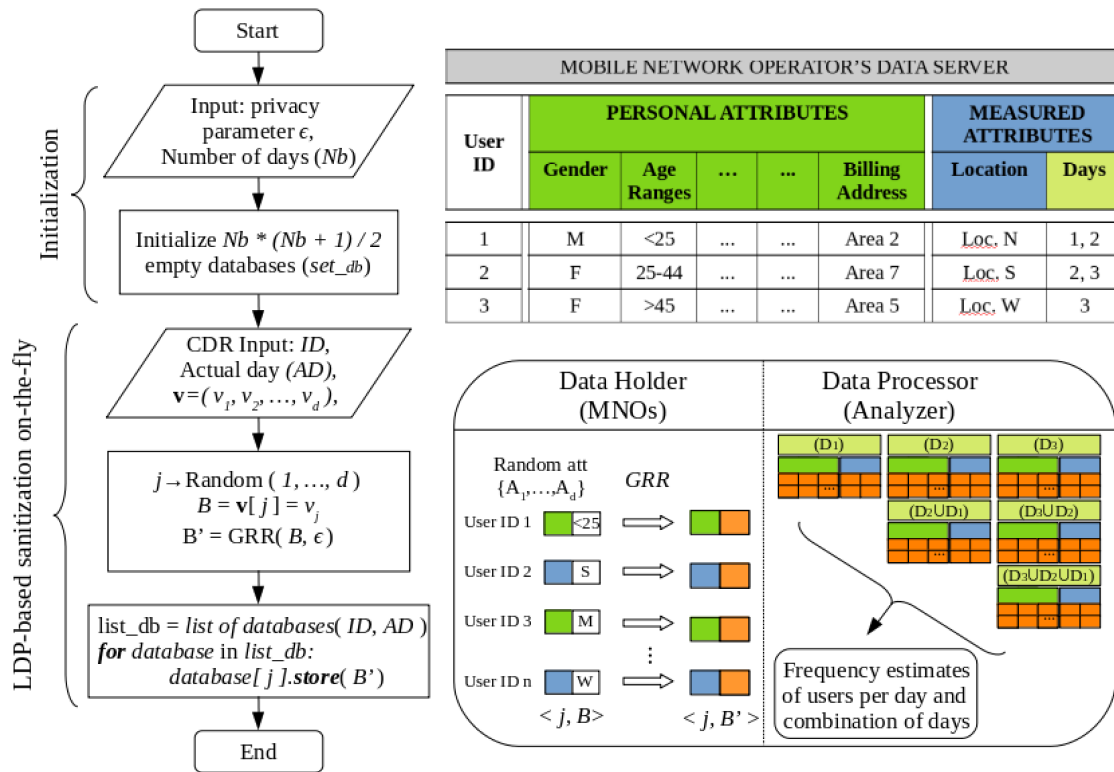 Start
Input: privacy
parameter ϵ,
Number of days (Nb)
Initialization
Initialize Nb * (Nb + 1) / 2
empty databases (set_db)
CDR Input: ID,
Actual day (AD),
v=( v1, v2, ..., vd ),
LDP-based sanitization on-the-fly
j→Random ( 1, ..., d )
B = v[ j ] = vj
B' = GRR( B, ϵ)
list_db = list of databases( ID, AD )
for database in list_db:
database[ j ].store( B')
End
MOBILE NETWORK OPERATOR'S DATA SERVER
User
ID
PERSONAL ATTRIBUTES
MEASURED
ATTRIBUTES
Gender Age
Ranges ... ... Billing
Address Location Days
1 M <25 ... ... Area 2 Loc. N 1, 2
2 F 25-44 ... ... Area 7 Loc. S 2, 3
3 F >45 ... ... Area 5 Loc. W 3
Data Holder
(MNOs)
Random att
{A1,...,Ad}
GRR
User ID 1 <25
User ID 2 S
User ID 3 M
⋮ ⋮
User ID n W
< j, B> < j, B' >
Data Processor
(Analyzer)
(D1) (D2) (D3)
... ... ...
(D2∪D1) (D3∪D2)
... ...
(D3∪D2∪D1)
...
Frequency estimates
of users per day and
combination of days